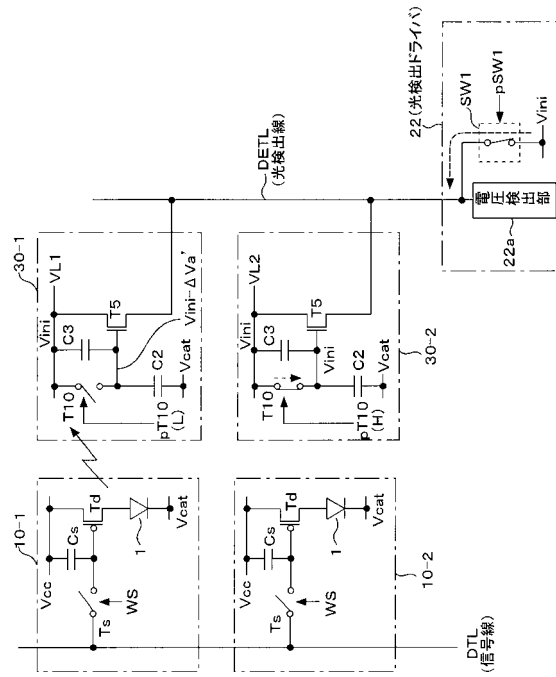 10-1
Vcc
Cs
Td
Ts
WS
1
Vcat
30-1
Vini
VL1
T10
C3
T5
C2
Vcat
pT10
(L)
Vini-ΔVa'
DETL
(光検出線)
10-2
Vcc
Cs
Td
Ts
WS
1
Vcat
DTL
(信号線)
30-2
Vini
VL2
T10
C3
T5
Vini
C2
Vcat
pT10
(H)
22(光検出ドライバ)
SW1
pSW1
Vini
電圧検出部
22a